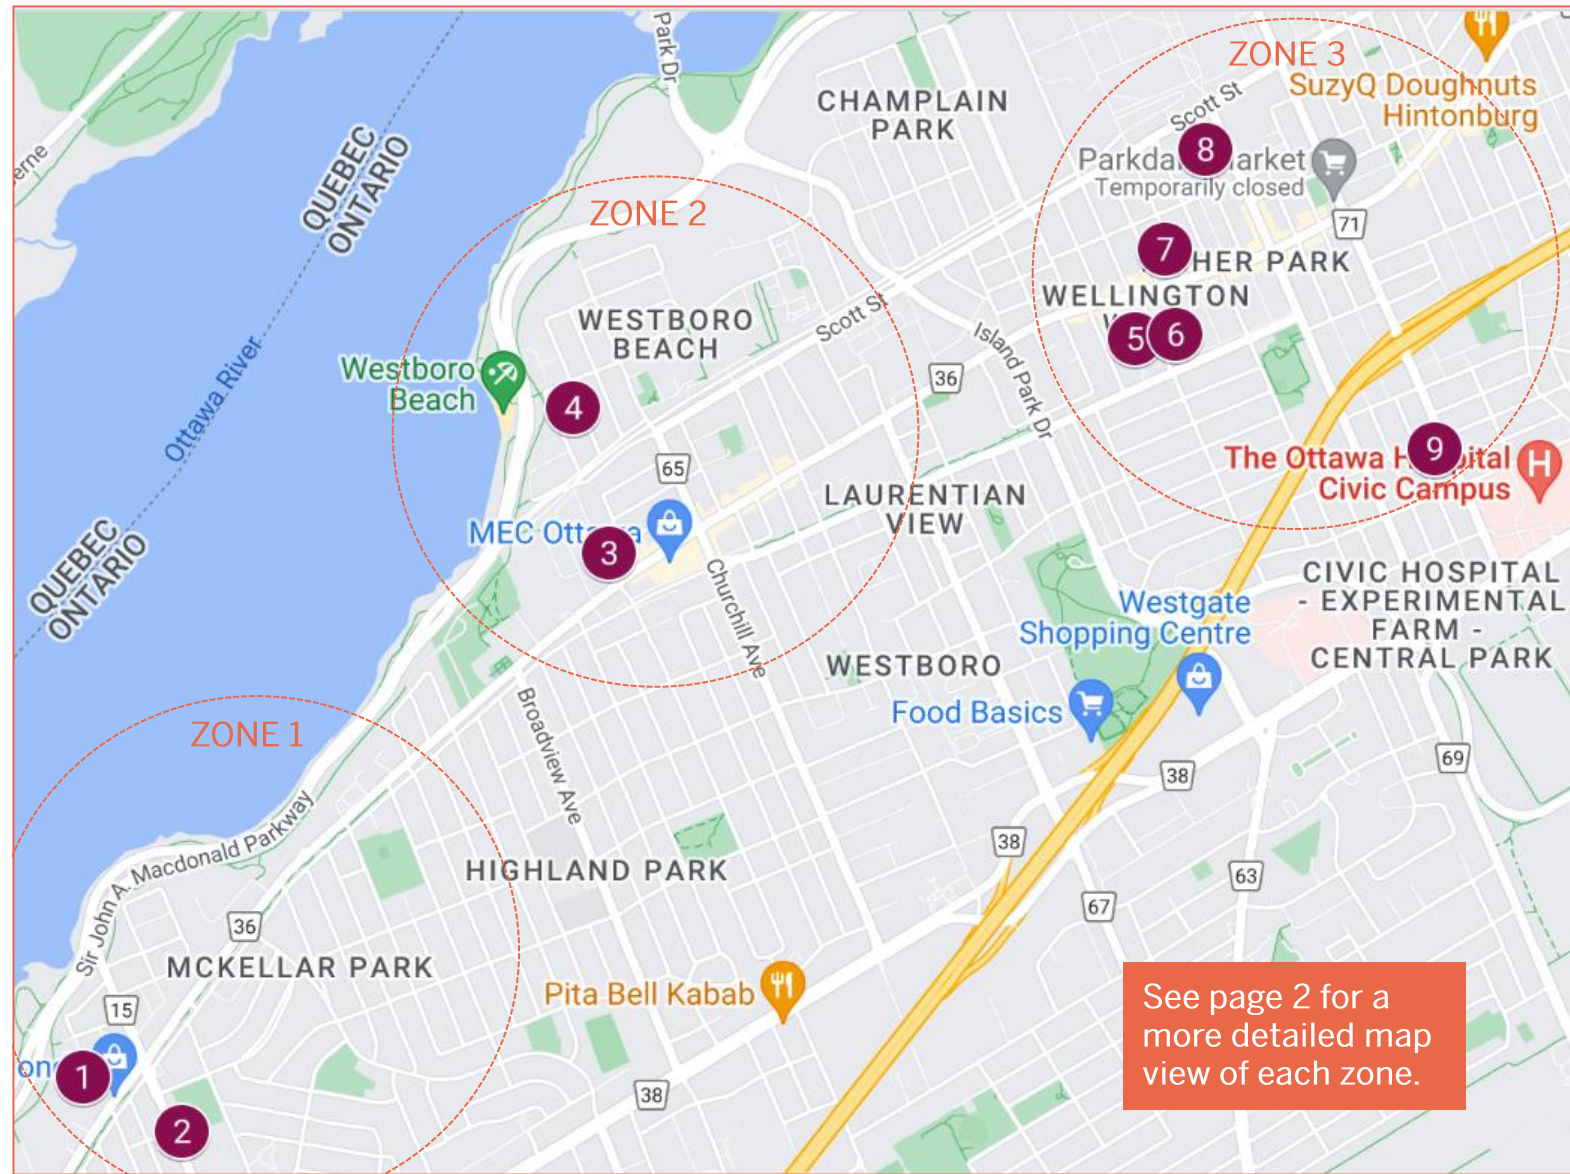 Park Dr
ZONE 3
SuzyQ Doughnuts
Hintonburg
CHAMPLAIN
PARK
Scott St
8
Market
Temporarily closed
erne
QUEBEC
ONTARIO
ZONE 2
71
7
HER PARK
WELLINGTON
5
6
WESTBORO
BEACH
Scott St
Island Park Dr
Westboro
Beach
36
4
Ottawa River
65
9
The Ottawa Hospital
Civic Campus
LAURENTIAN
VIEW
MEC Ottawa
3
QUEBEC
ONTARIO
Churchill Ave
CIVIC HOSPITAL
- EXPERIMENTAL
FARM -
CENTRAL PARK
Westgate
Shopping Centre
WESTBORO
Food Basics
Broadview Ave
ZONE 1
69
38
38
Sir John A. Macdonald Parkway
HIGHLAND PARK
63
67
36
MCKELLAR PARK
Pita Bell Kabab
15
See page 2 for a
more detailed map
view of each zone.
one
1
38
2